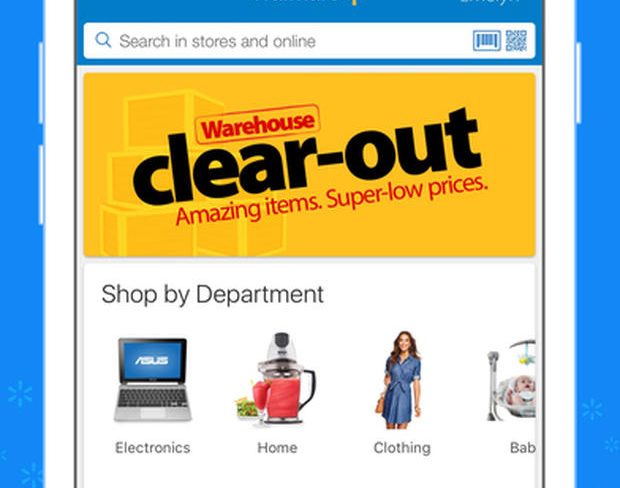 Search in stores and online
Warehouse
clear-out
Amazing items. Super-low prices.
Shop by Department
ASUS
Electronics
Home
Clothing
Bab